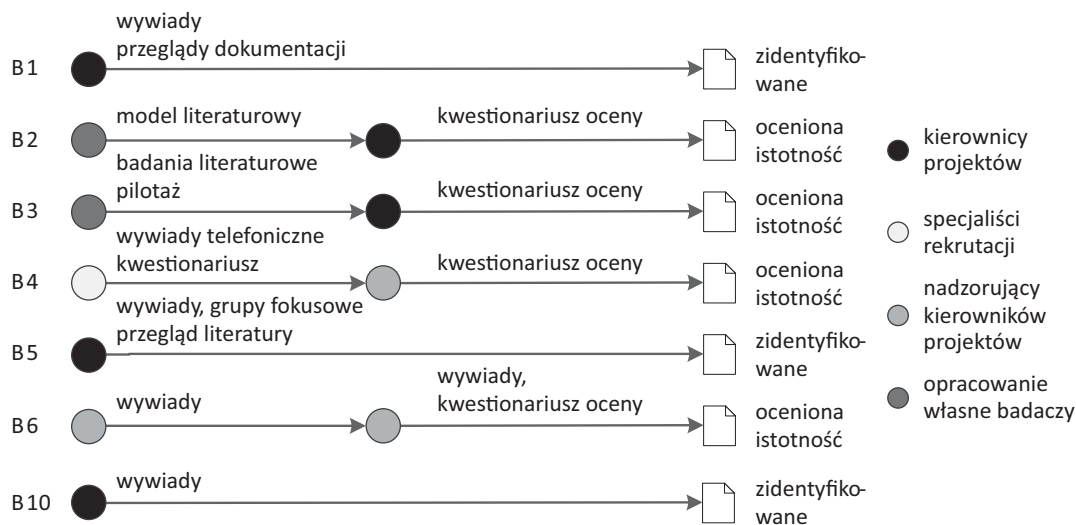 wywiady
przeglądy dokumentacji
B1
zidentyfiko-
wane
model literaturowy
kwestionariusz oceny
B2
oceniona
istotność
badania literaturowe
pilotaż
kwestionariusz oceny
B3
oceniona
istotność
wywiady telefoniczne
kwestionariusz
kwestionariusz oceny
B4
oceniona
istotność
wywiady, grupy fokusowe
przegląd literatury
B5
zidentyfiko-
wane
wywiady
wywiady,
kwestionariusz oceny
B6
oceniona
istotność
wywiady
B10
zidentyfiko-
wane
kierownicy
projektów
specjaliści
rekrutacji
nadzorujący
kierowników
projektów
opracowanie
własne badaczy